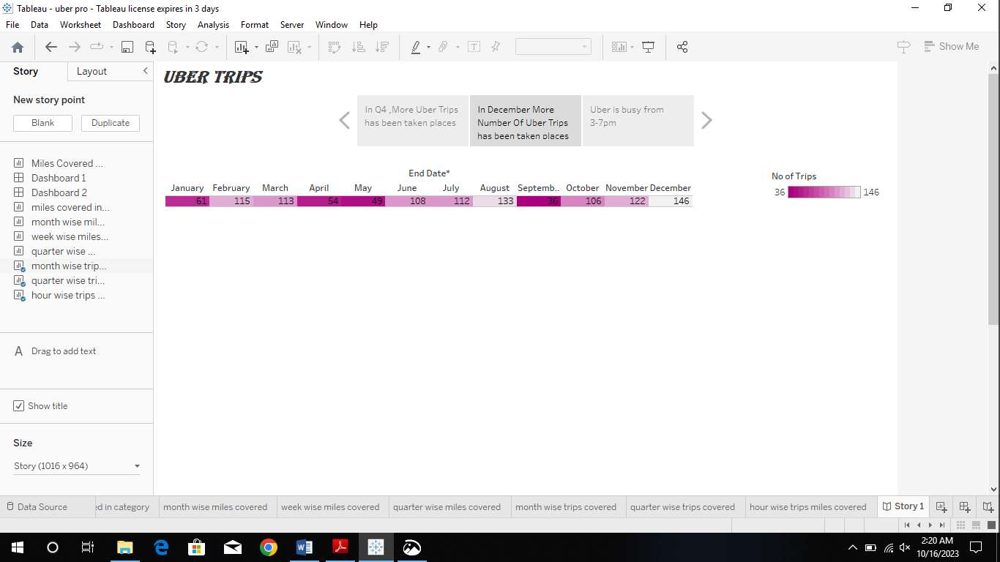 Tableau - uber pro - Tableau license expires in 3 days
File Data Worksheet Dashboard Story Analysis Format Server Window Help
Show Me
Story Layout
New story point
Blank Duplicate
Miles Covered ...
Dashboard 1
Dashboard 2
miles covered in...
month wise mil...
week wise miles...
quarter wise ...
month wise trip...
quarter wise tri...
hour wise trips ...
A Drag to add text
Show title
Size
Story (1016 x 964)
UBER TRIPS
In Q4 ,More Uber Trips
has been taken places
In December More
Number Of Uber Trips
has been taken places
Uber is busy from
3-7pm
End Date*
January February March April May June July August Septemb.. October November December
61 115 113 54 49 108 112 133 36 106 122 146
No of Trips
36 146
Data Source ed in category month wise miles covered week wise miles covered quarter wise miles covered month wise trips covered quarter wise trips covered hour wise trips miles covered Story 1
2:20 AM
10/16/2023